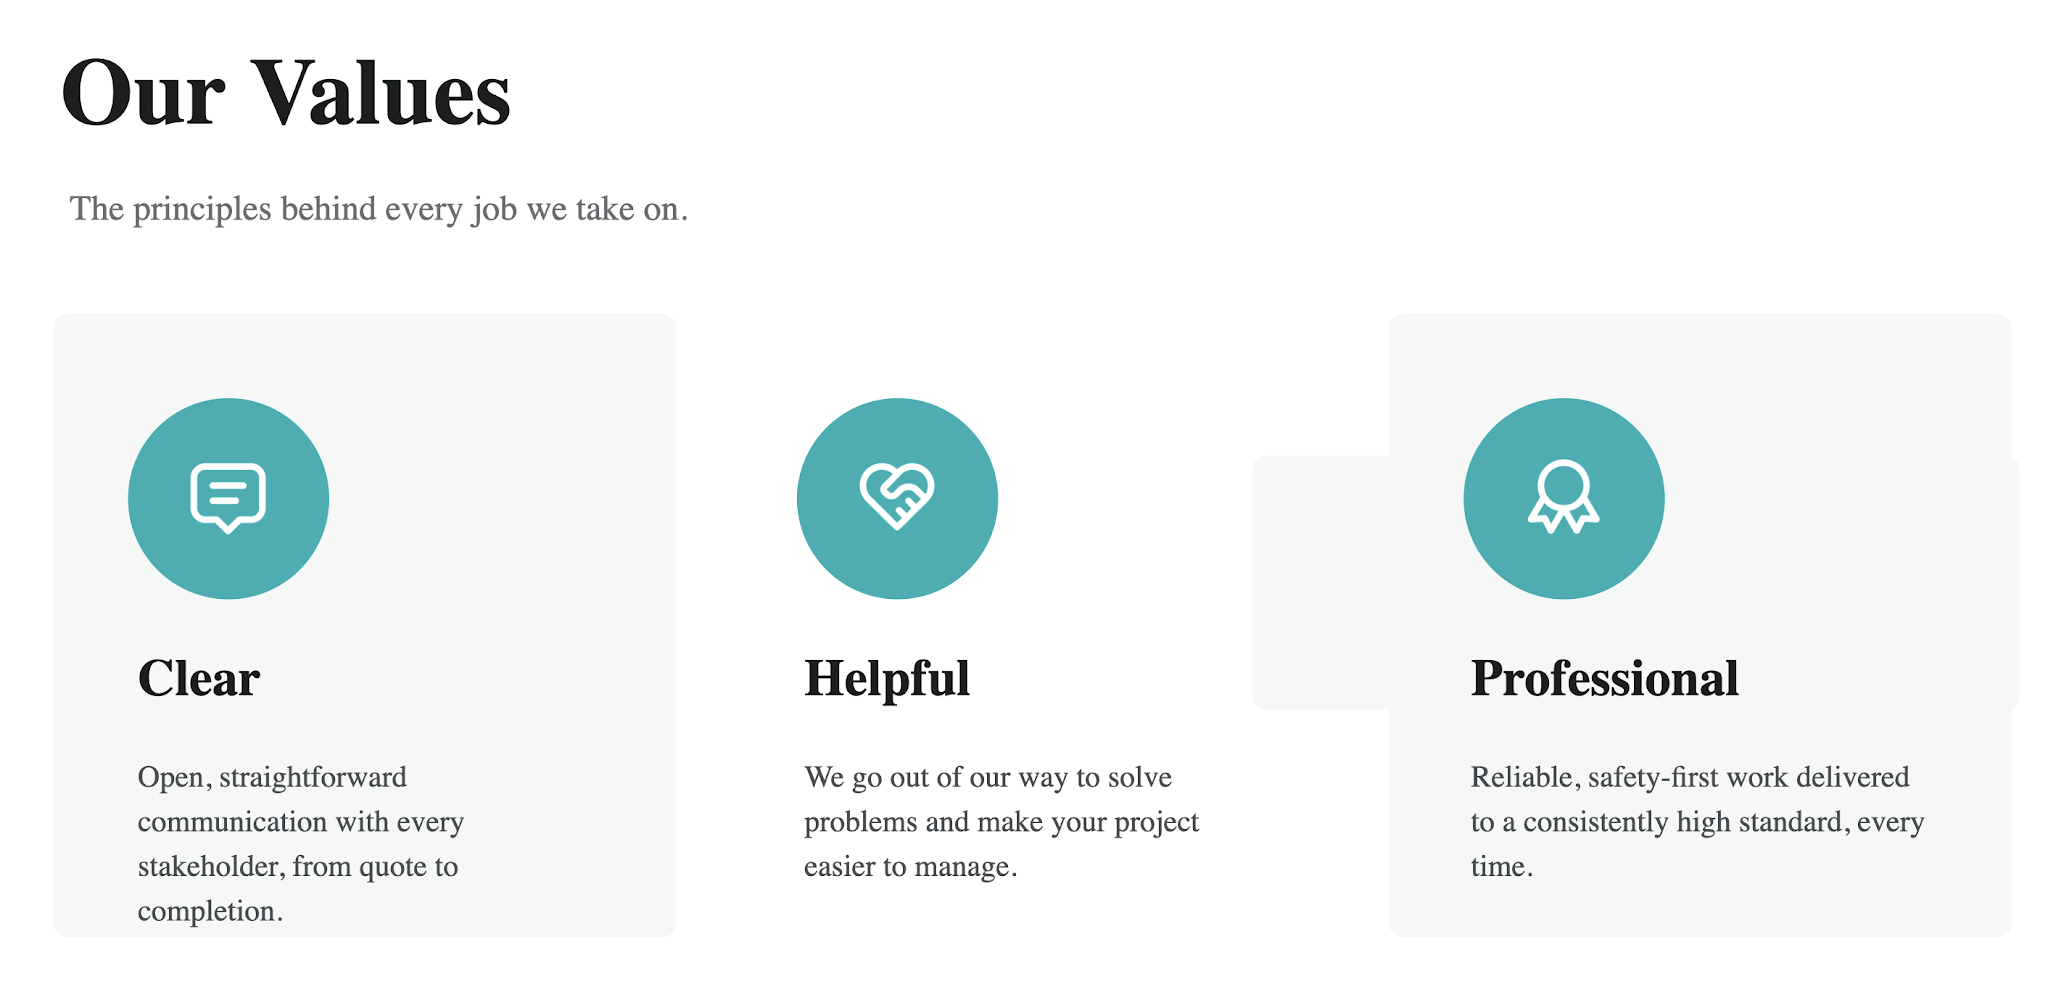 Our Values
The principles behind every job we take on.
Clear
Open, straightforward
communication with every
stakeholder, from quote to
completion.
Helpful
We go out of our way to solve
problems and make your project
easier to manage.
Professional
Reliable, safety-first work delivered
to a consistently high standard, every
time.